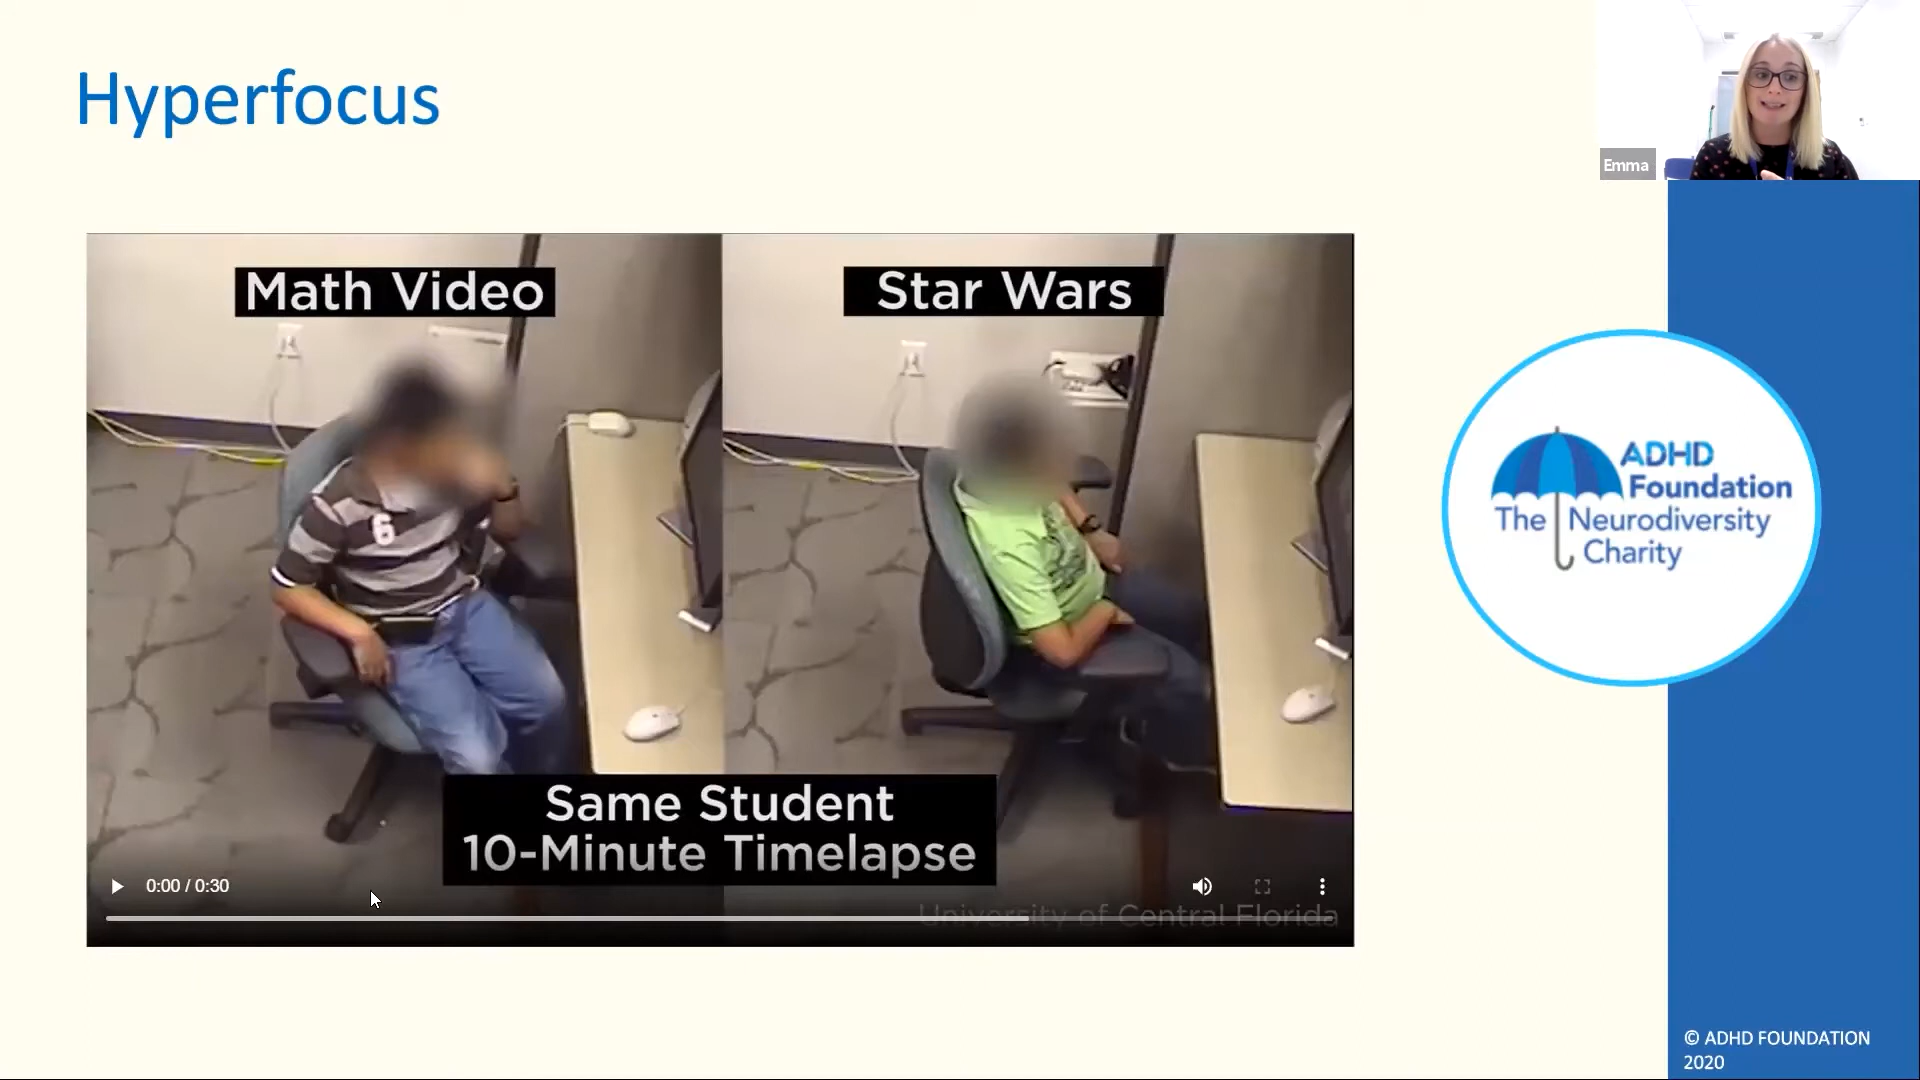 Hyperfocus
Emma
Math Video
Star Wars
6
ADHD
Foundation
The Neurodiversity
Charity
Same Student
10-Minute Timelapse
0:00 / 0:30
University of Central Florida
© ADHD FOUNDATION
2020